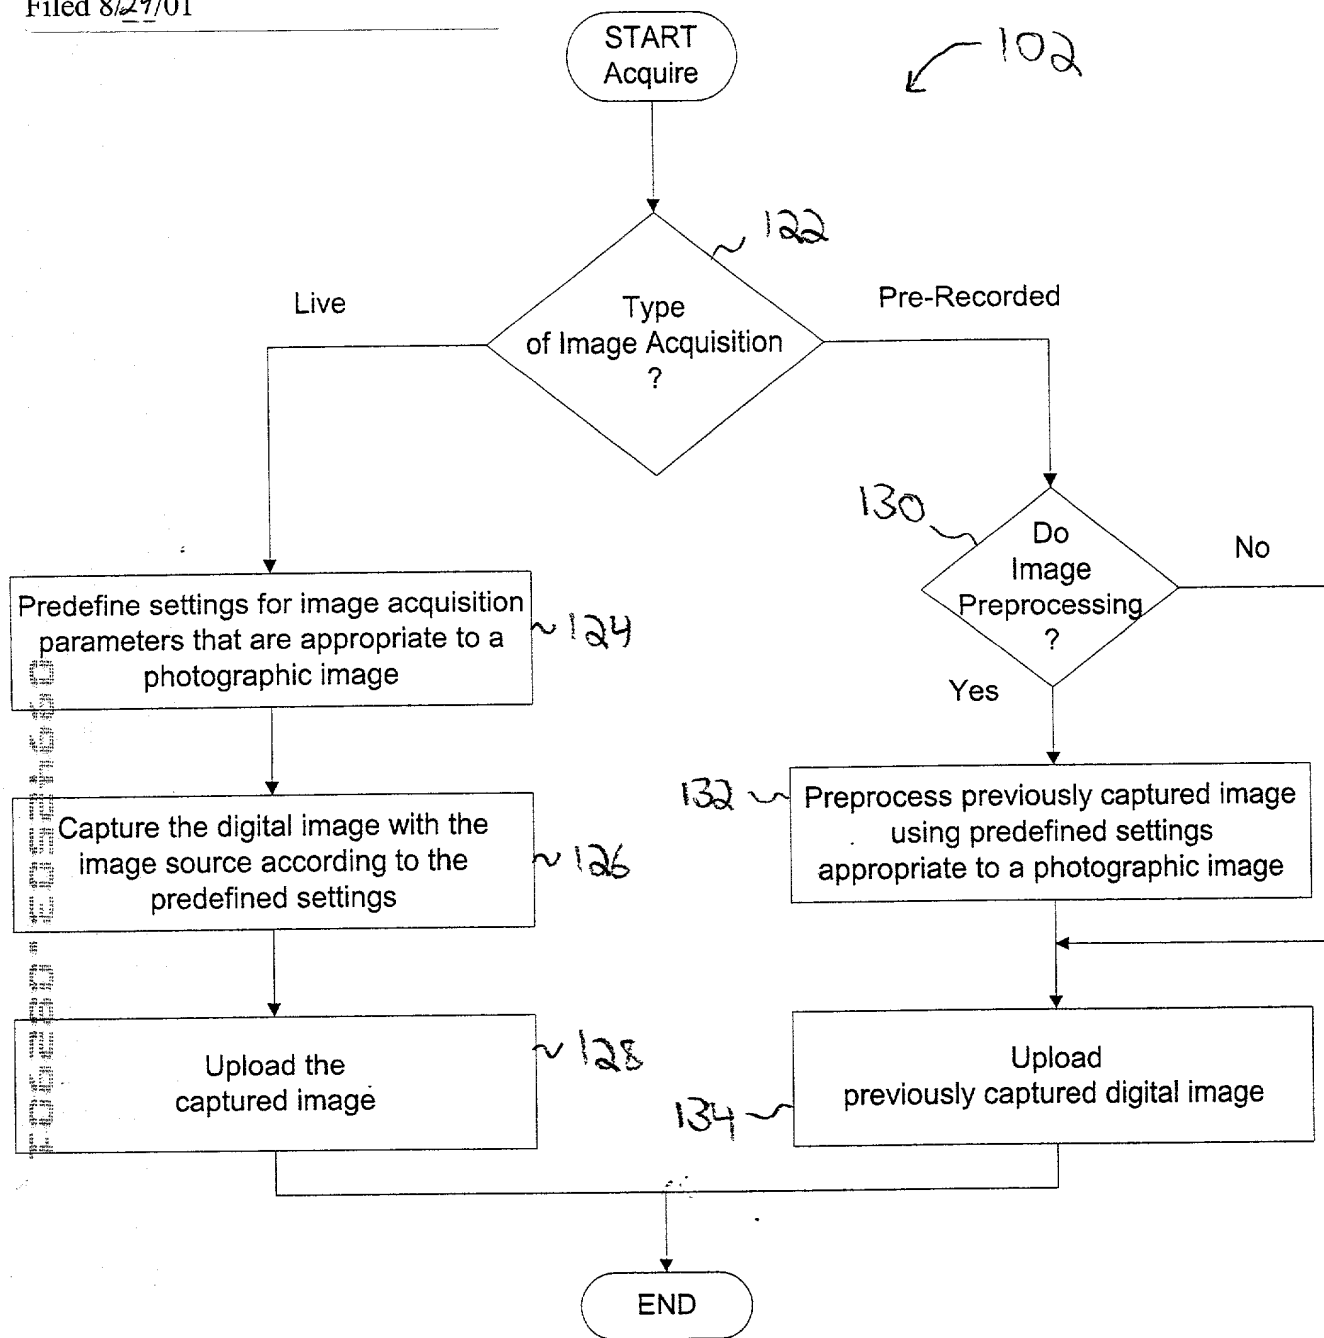 Filed 8/29/01
START
Acquire
102
122
Live
Pre-Recorded
Type
of Image Acquisition
?
130
Do
Image
Preprocessing
?
No
Yes
Predefine settings for image acquisition
parameters that are appropriate to a
photographic image
124
132
Preprocess previously captured image
using predefined settings
appropriate to a photographic image
Capture the digital image with the
image source according to the
predefined settings
126
Upload the
captured image
128
Upload
previously captured digital image
134
END